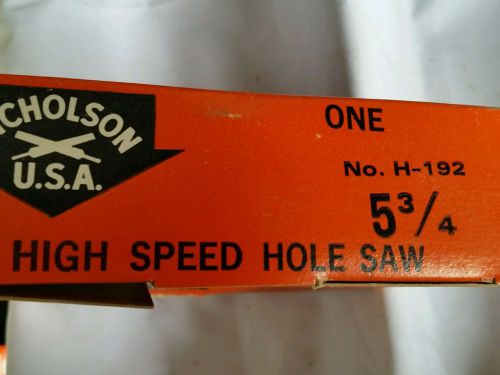 ICHOLSON
U.S.A.
ONE
No. H-192
5 3/4
HIGH SPEED HOLE SAW